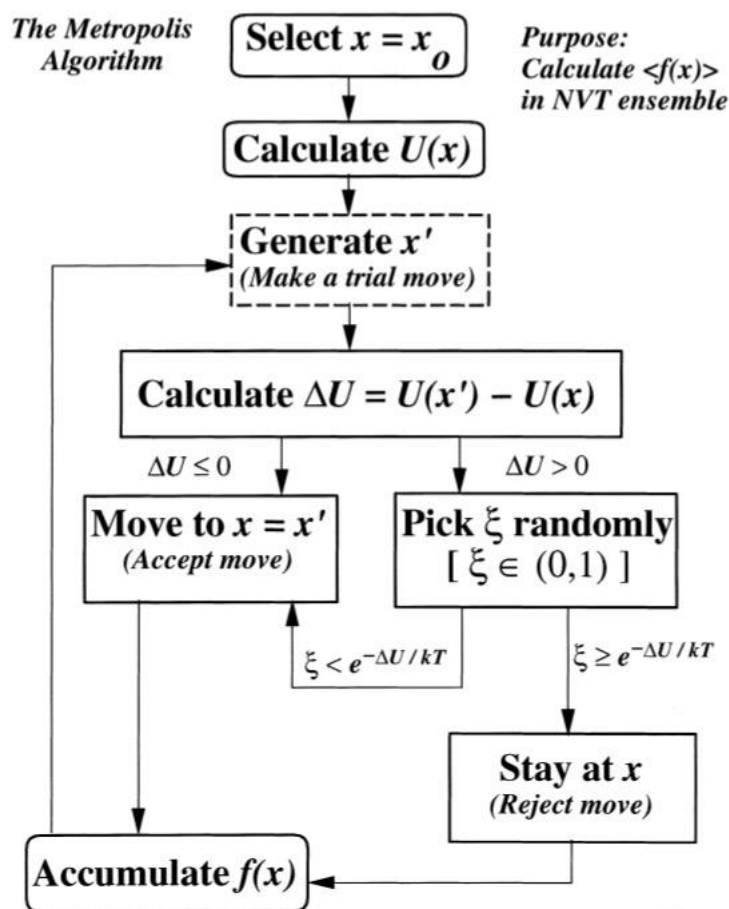 The Metropolis
Algorithm
Select x = xₒ
Purpose:
Calculate <f(x)>
in NVT ensemble
Calculate U(x)
Generate x'
(Make a trial move)
Calculate ΔU = U(x') − U(x)
ΔU ≤ 0
ΔU > 0
Move to x = x'
(Accept move)
Pick ξ randomly
[ ξ ∈ (0,1) ]
ξ < e^{−ΔU / kT}
ξ ≥ e^{−ΔU / kT}
Stay at x
(Reject move)
Accumulate f(x)